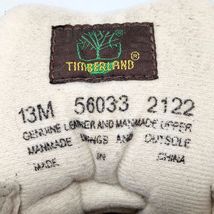 TIMBERLAND®
13M 56033 2122
GENUINE LEATHER AND MANMADE UPPER
MANMADE LININGS AND OUTSOLE
MADE IN CHINA